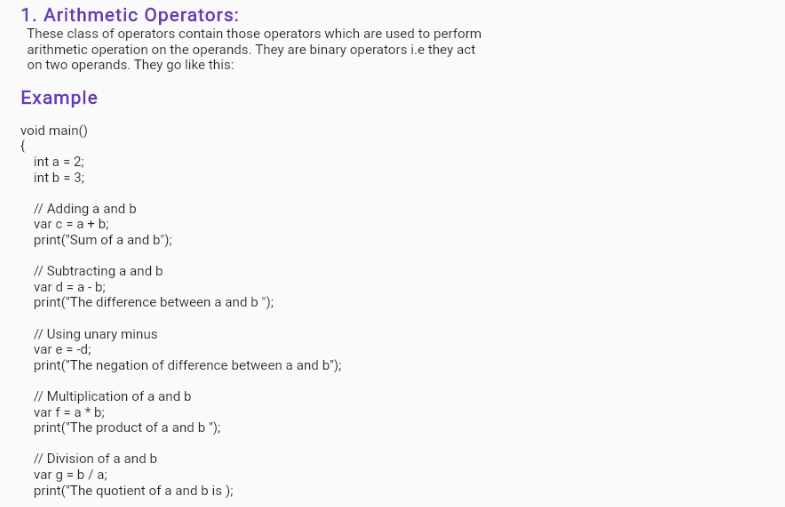 1. Arithmetic Operators:
These class of operators contain those operators which are used to perform
arithmetic operation on the operands. They are binary operators i.e they act
on two operands. They go like this:
Example
void main()
{
int a = 2;
int b = 3;
// Adding a and b
var c = a + b;
print("Sum of a and b");
// Subtracting a and b
var d = a - b;
print("The difference between a and b ");
// Using unary minus
var e = -d;
print("The negation of difference between a and b");
// Multiplication of a and b
var f = a * b;
print("The product of a and b ");
// Division of a and b
var g = b / a;
print("The quotient of a and b is );